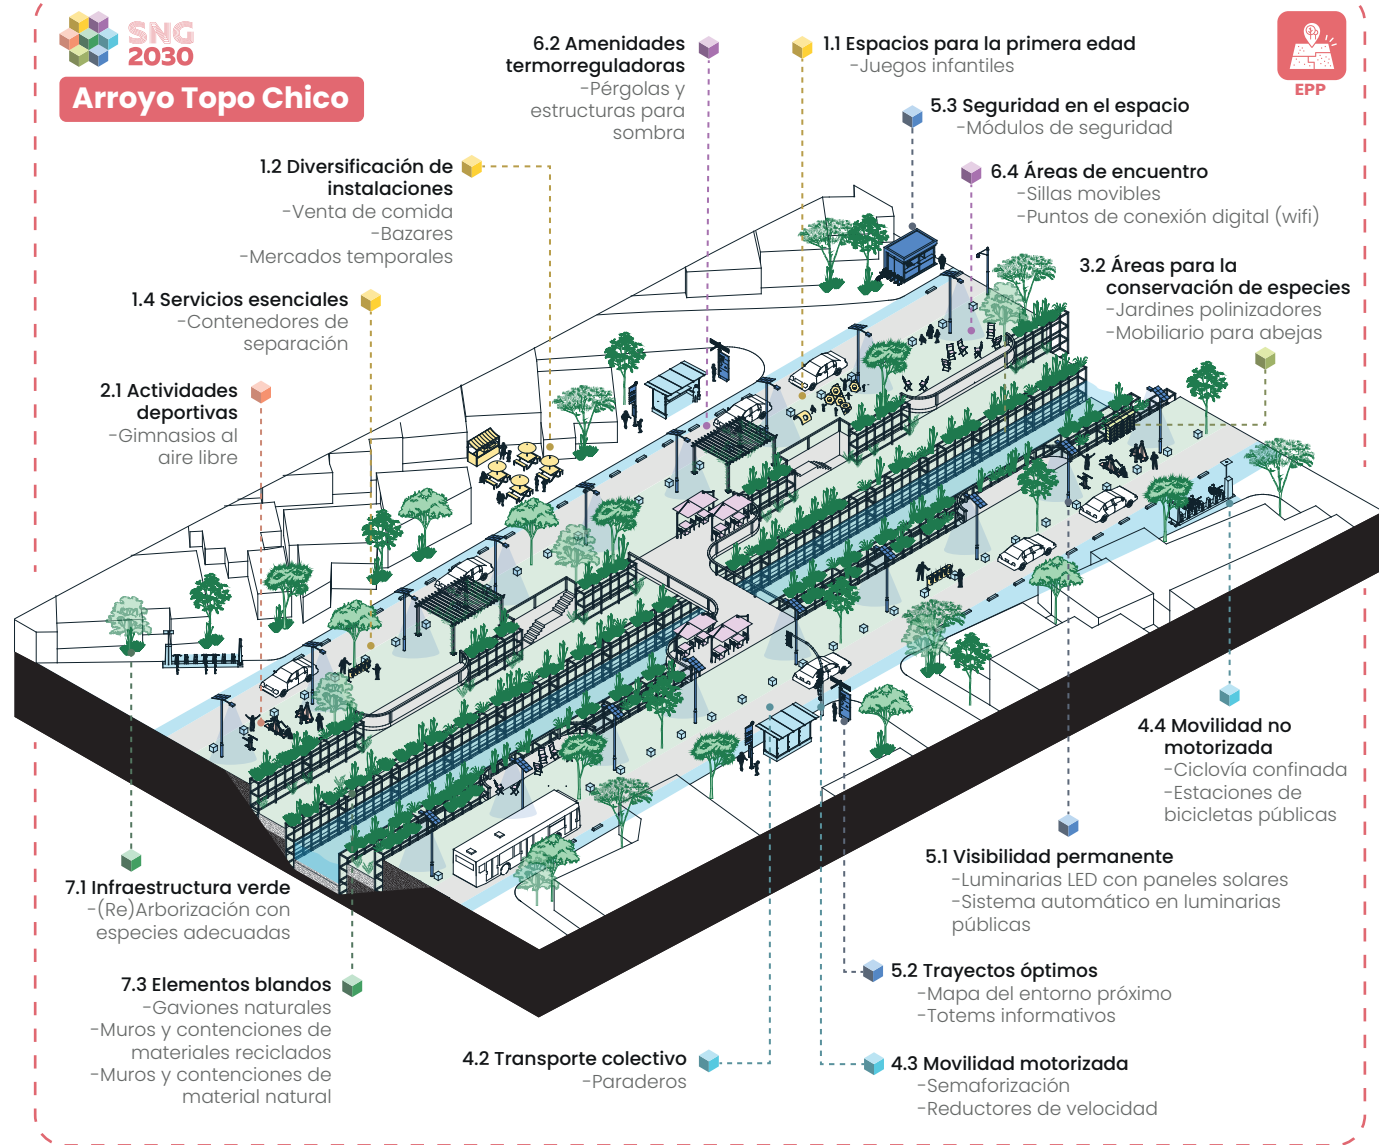 SNG
2030
Arroyo Topo Chico
EPP
6.2 Amenidades
termorreguladoras
-Pérgolas y
estructuras para
sombra
1.1 Espacios para la primera edad
-Juegos infantiles
5.3 Seguridad en el espacio
-Módulos de seguridad
1.2 Diversificación de
instalaciones
-Venta de comida
-Bazares
-Mercados temporales
6.4 Áreas de encuentro
-Sillas movibles
-Puntos de conexión digital (wifi)
3.2 Áreas para la
conservación de especies
-Jardines polinizadores
-Mobiliario para abejas
1.4 Servicios esenciales
-Contenedores de
separación
2.1 Actividades
deportivas
-Gimnasios al
aire libre
4.4 Movilidad no
motorizada
-Ciclovía confinada
-Estaciones de
bicicletas públicas
5.1 Visibilidad permanente
-Luminarias LED con paneles solares
-Sistema automático en luminarias
públicas
7.1 Infraestructura verde
-(Re)Arborización con
especies adecuadas
5.2 Trayectos óptimos
-Mapa del entorno próximo
-Totems informativos
7.3 Elementos blandos
-Gaviones naturales
-Muros y contenciones de
materiales reciclados
-Muros y contenciones de
material natural
4.2 Transporte colectivo
-Paraderos
4.3 Movilidad motorizada
-Semaforización
-Reductores de velocidad